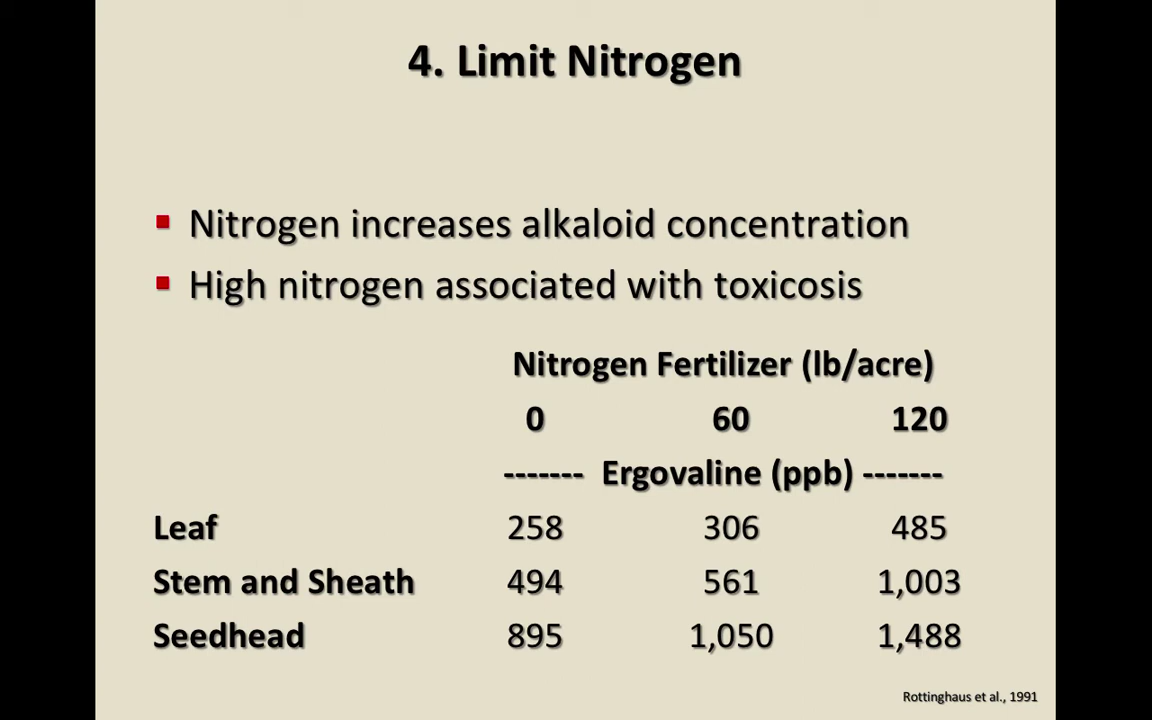 4. Limit Nitrogen
▪ Nitrogen increases alkaloid concentration
▪ High nitrogen associated with toxicosis
Nitrogen Fertilizer (lb/acre)
0 60 120
------- Ergovaline (ppb) -------
Leaf 258 306 485
Stem and Sheath 494 561 1,003
Seedhead 895 1,050 1,488
Rottinghaus et al., 1991